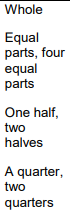 Whole
Equal
parts, four
equal
parts
One half,
two
halves
A quarter,
two
quarters